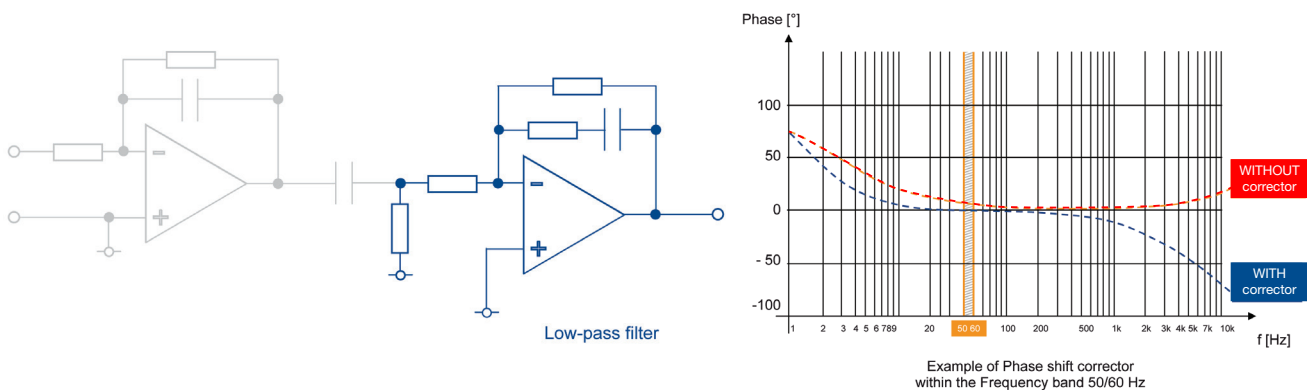 Low-pass filter
Phase [°]
100
50
0
- 50
-100
1 2 3 4 5 6 7 8 9 20 50 60 100 200 500 1k 2k 3k 4k 5k 7k 10k
f [Hz]
WITHOUT
corrector
WITH
corrector
Example of Phase shift corrector
within the Frequency band 50/60 Hz